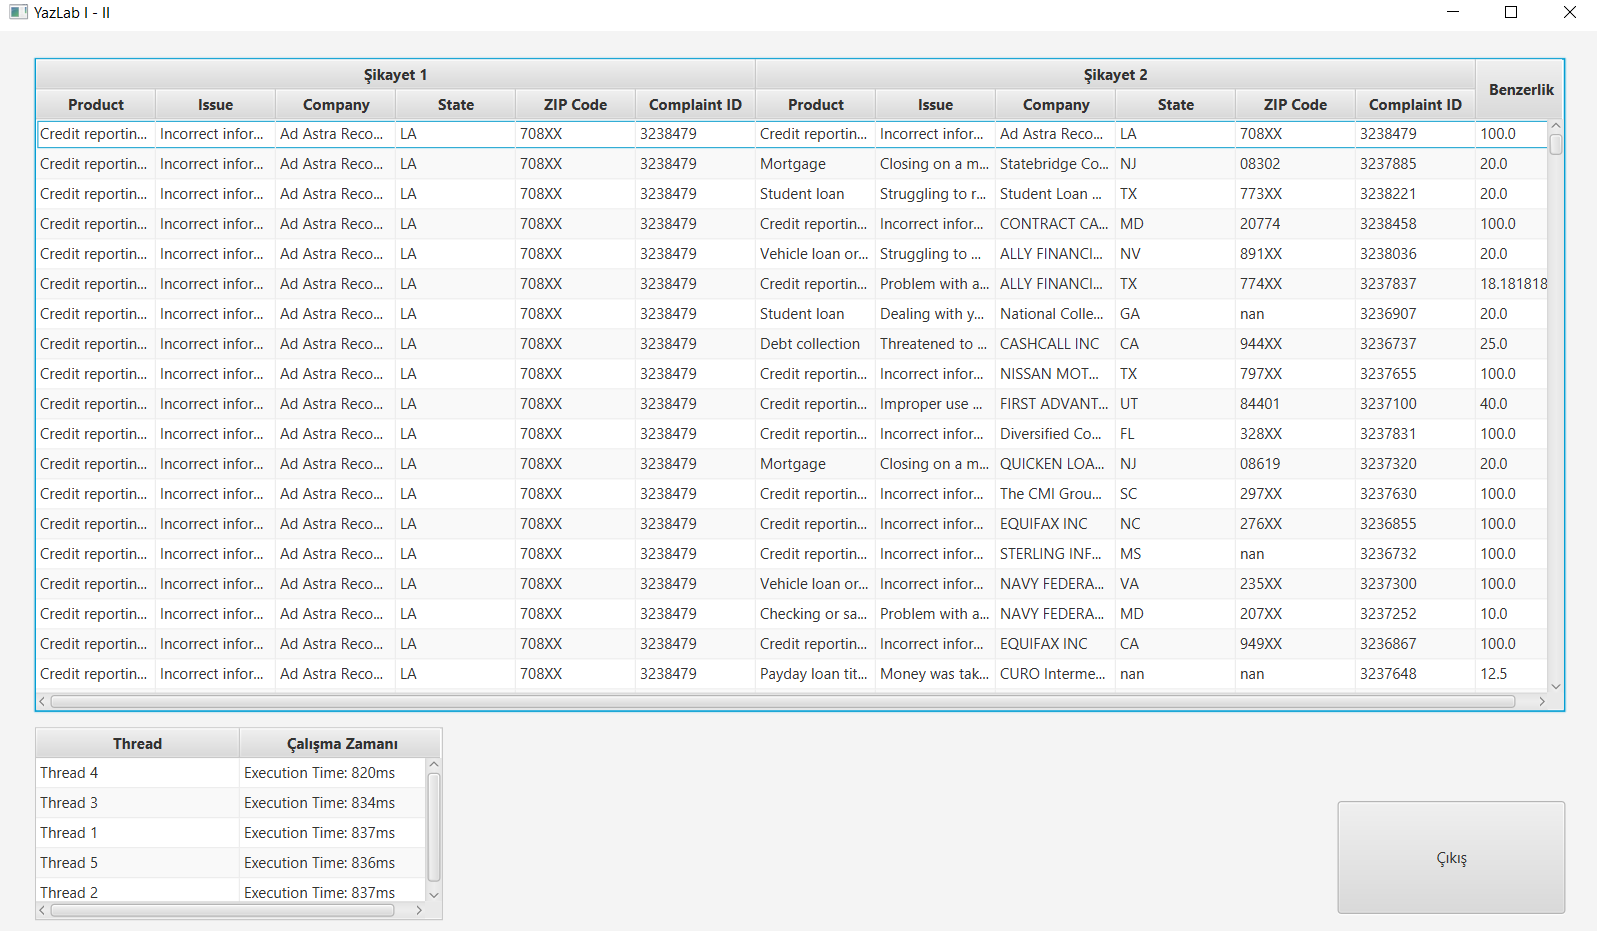 YazLab I - II
Şikayet 1 Şikayet 2 Benzerlik
Product Issue Company State ZIP Code Complaint ID Product Issue Company State ZIP Code Complaint ID
Credit reportin... Incorrect infor... Ad Astra Reco... LA 708XX 3238479 Credit reportin... Incorrect infor... Ad Astra Reco... LA 708XX 3238479 100.0
Credit reportin... Incorrect infor... Ad Astra Reco... LA 708XX 3238479 Mortgage Closing on a m... Statebridge Co... NJ 08302 3237885 20.0
Credit reportin... Incorrect infor... Ad Astra Reco... LA 708XX 3238479 Student loan Struggling to r... Student Loan ... TX 773XX 3238221 20.0
Credit reportin... Incorrect infor... Ad Astra Reco... LA 708XX 3238479 Credit reportin... Incorrect infor... CONTRACT CA... MD 20774 3238458 100.0
Credit reportin... Incorrect infor... Ad Astra Reco... LA 708XX 3238479 Vehicle loan or... Struggling to ... ALLY FINANCI... NV 891XX 3238036 20.0
Credit reportin... Incorrect infor... Ad Astra Reco... LA 708XX 3238479 Credit reportin... Problem with a... ALLY FINANCI... TX 774XX 3237837 18.181818
Credit reportin... Incorrect infor... Ad Astra Reco... LA 708XX 3238479 Student loan Dealing with y... National Colle... GA nan 3236907 20.0
Credit reportin... Incorrect infor... Ad Astra Reco... LA 708XX 3238479 Debt collection Threatened to ... CASHCALL INC CA 944XX 3236737 25.0
Credit reportin... Incorrect infor... Ad Astra Reco... LA 708XX 3238479 Credit reportin... Incorrect infor... NISSAN MOT... TX 797XX 3237655 100.0
Credit reportin... Incorrect infor... Ad Astra Reco... LA 708XX 3238479 Credit reportin... Improper use ... FIRST ADVANT... UT 84401 3237100 40.0
Credit reportin... Incorrect infor... Ad Astra Reco... LA 708XX 3238479 Credit reportin... Incorrect infor... Diversified Co... FL 328XX 3237831 100.0
Credit reportin... Incorrect infor... Ad Astra Reco... LA 708XX 3238479 Mortgage Closing on a m... QUICKEN LOA... NJ 08619 3237320 20.0
Credit reportin... Incorrect infor... Ad Astra Reco... LA 708XX 3238479 Credit reportin... Incorrect infor... The CMI Grou... SC 297XX 3237630 100.0
Credit reportin... Incorrect infor... Ad Astra Reco... LA 708XX 3238479 Credit reportin... Incorrect infor... EQUIFAX INC NC 276XX 3236855 100.0
Credit reportin... Incorrect infor... Ad Astra Reco... LA 708XX 3238479 Credit reportin... Incorrect infor... STERLING INF... MS nan 3236732 100.0
Credit reportin... Incorrect infor... Ad Astra Reco... LA 708XX 3238479 Vehicle loan or... Incorrect infor... NAVY FEDERA... VA 235XX 3237300 100.0
Credit reportin... Incorrect infor... Ad Astra Reco... LA 708XX 3238479 Checking or sa... Problem with a... NAVY FEDERA... MD 207XX 3237252 10.0
Credit reportin... Incorrect infor... Ad Astra Reco... LA 708XX 3238479 Credit reportin... Incorrect infor... EQUIFAX INC CA 949XX 3236867 100.0
Credit reportin... Incorrect infor... Ad Astra Reco... LA 708XX 3238479 Payday loan tit... Money was tak... CURO Interme... nan nan 3237648 12.5
Thread Çalışma Zamanı
Thread 4 Execution Time: 820ms
Thread 3 Execution Time: 834ms
Thread 1 Execution Time: 837ms
Thread 5 Execution Time: 836ms
Thread 2 Execution Time: 837ms
Çıkış